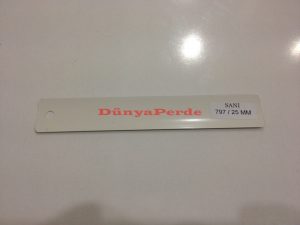 DünyaPerde
SANİ
797 / 25 MM